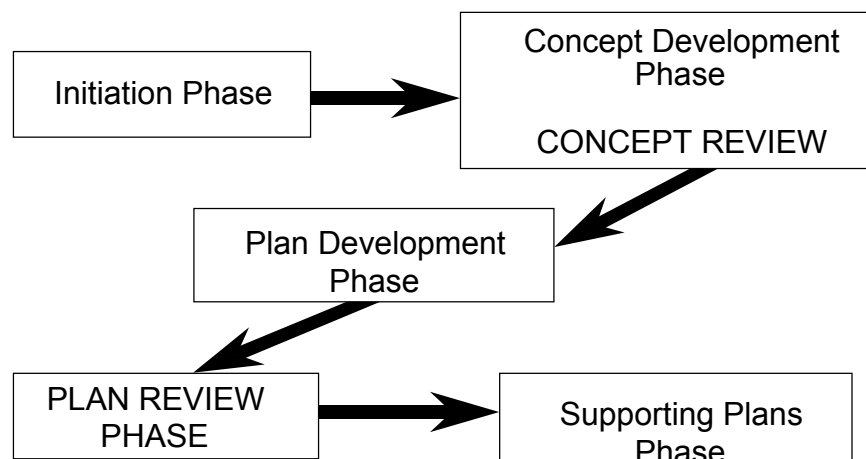 Initiation Phase
Concept Development
Phase
CONCEPT REVIEW
Plan Development
Phase
PLAN REVIEW
PHASE
Supporting Plans
Phase